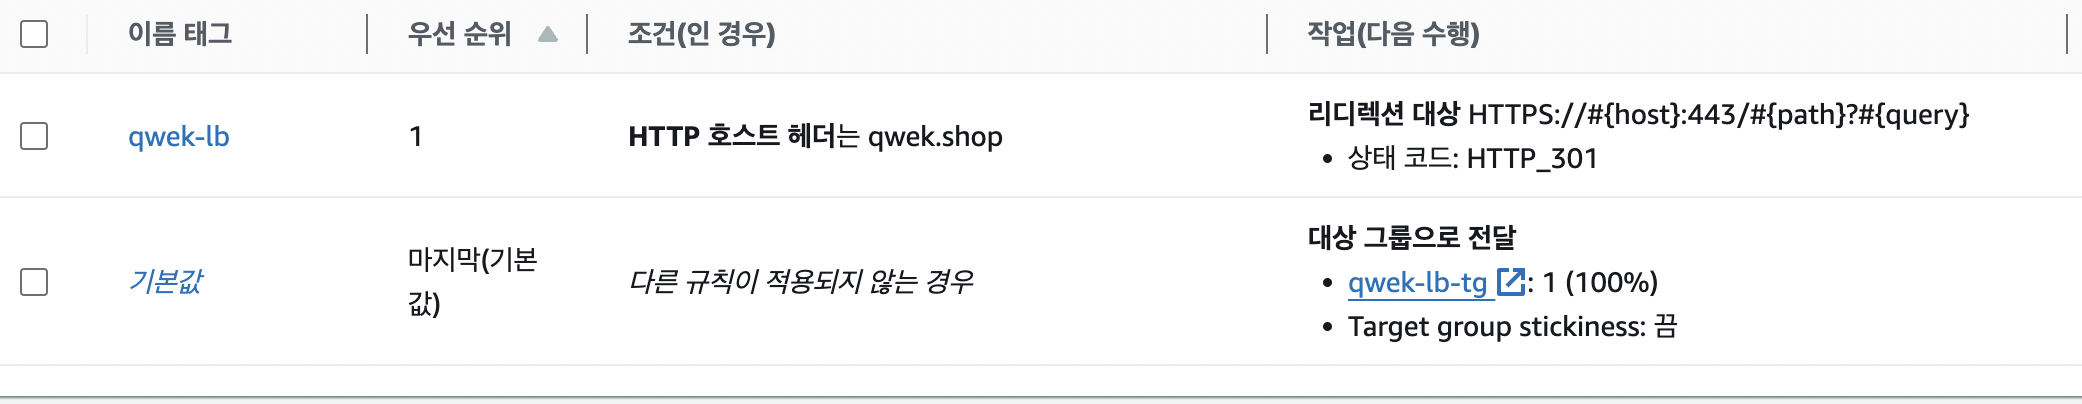 이름 태그 우선 순위 조건(인 경우) 작업(다음 수행)
qwek-lb 1 HTTP 호스트 헤더는 qwek.shop 리디렉션 대상 HTTPS://#{host}:443/#{path}?#{query}
• 상태 코드: HTTP_301
기본값 마지막(기본
값) 다른 규칙이 적용되지 않는 경우 대상 그룹으로 전달
• qwek-lb-tg : 1 (100%)
• Target group stickiness: 끔